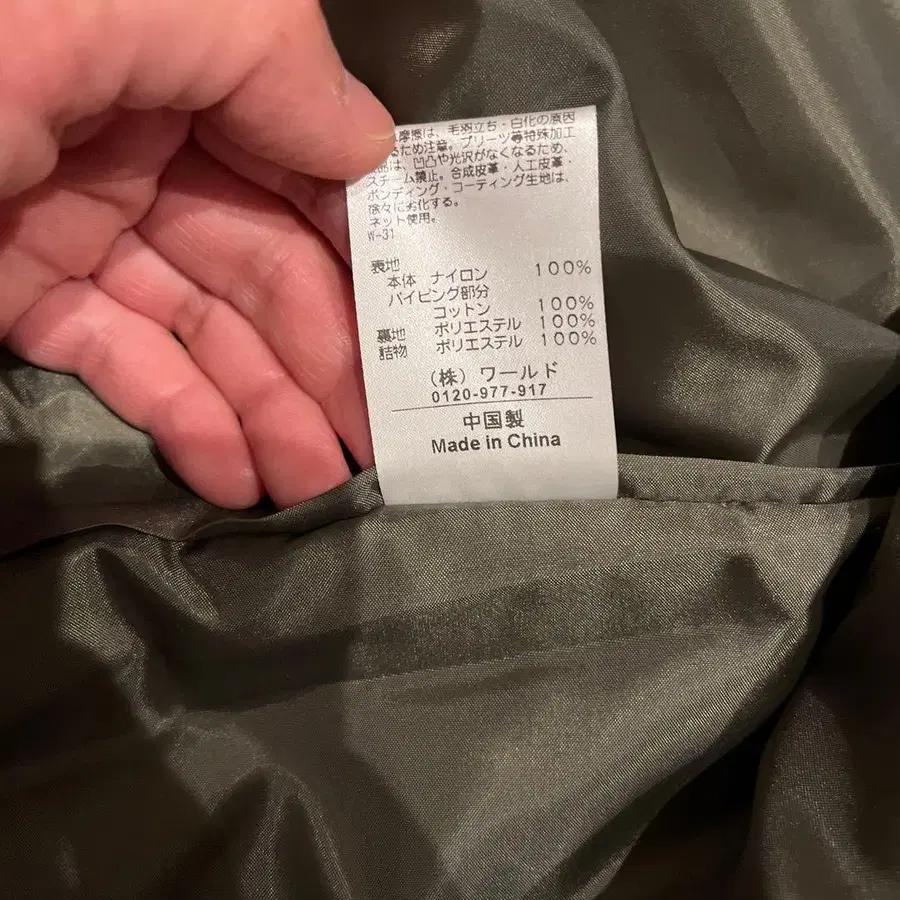 摩擦は、毛羽立ち・白化の原因
るため注意。プリーツ等特殊加工
は、凹凸や光沢がなくなるため、
スチーム禁止。合成皮革・人工皮革・
ボンディング・コーティング生地は、
徐々に劣化する。
ネット使用。
W-31
表地
本体 ナイロン 100%
パイピング部分
コットン 100%
裏地 ポリエステル 100%
詰物 ポリエステル 100%
(株) ワールド
0120-977-917
中国製
Made in China